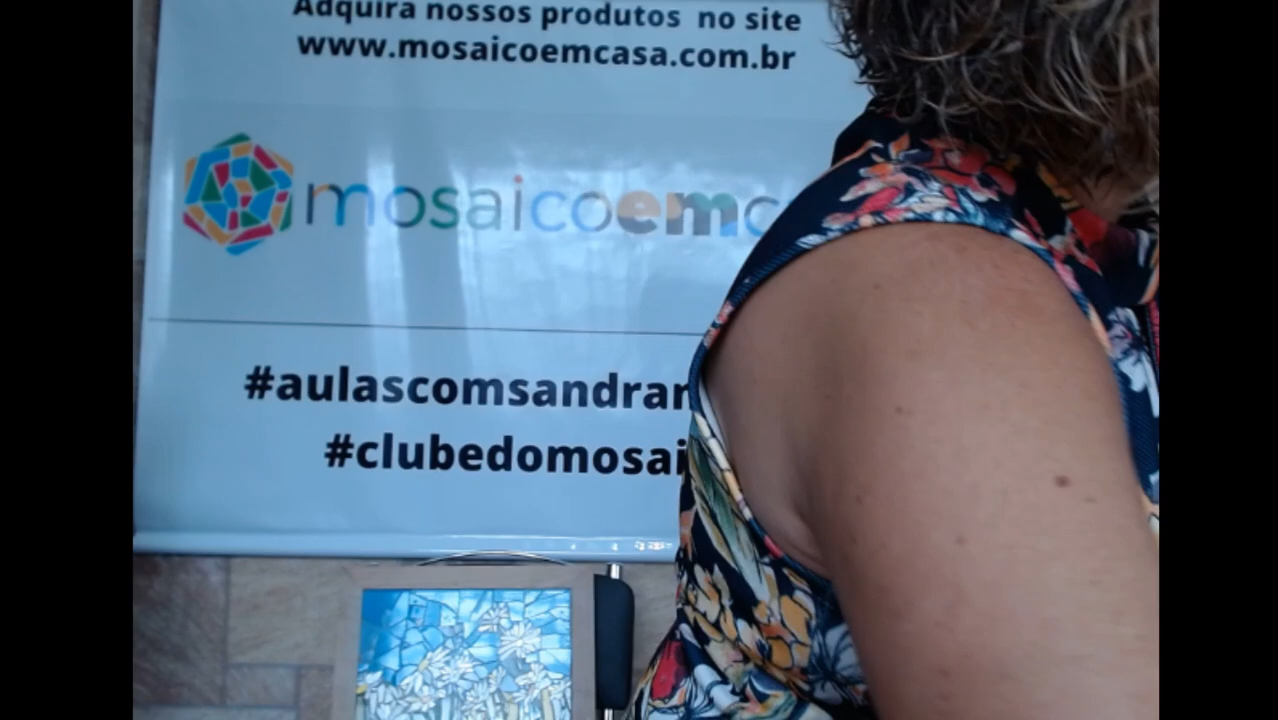 Adquira nossos produtos no site
www.mosaicoemcasa.com.br
mosaicoemc
#aulascomsandrar
#clubedomosai